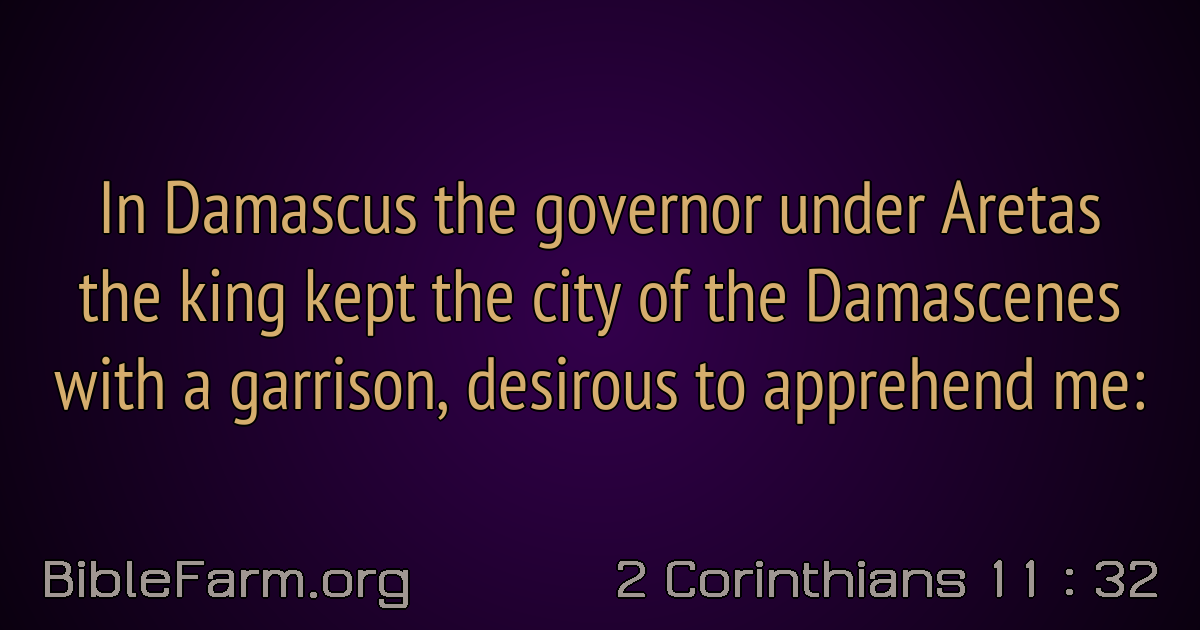 In Damascus the governor under Aretas
the king kept the city of the Damascenes
with a garrison, desirous to apprehend me:
BibleFarm.org
2 Corinthians 11 : 32